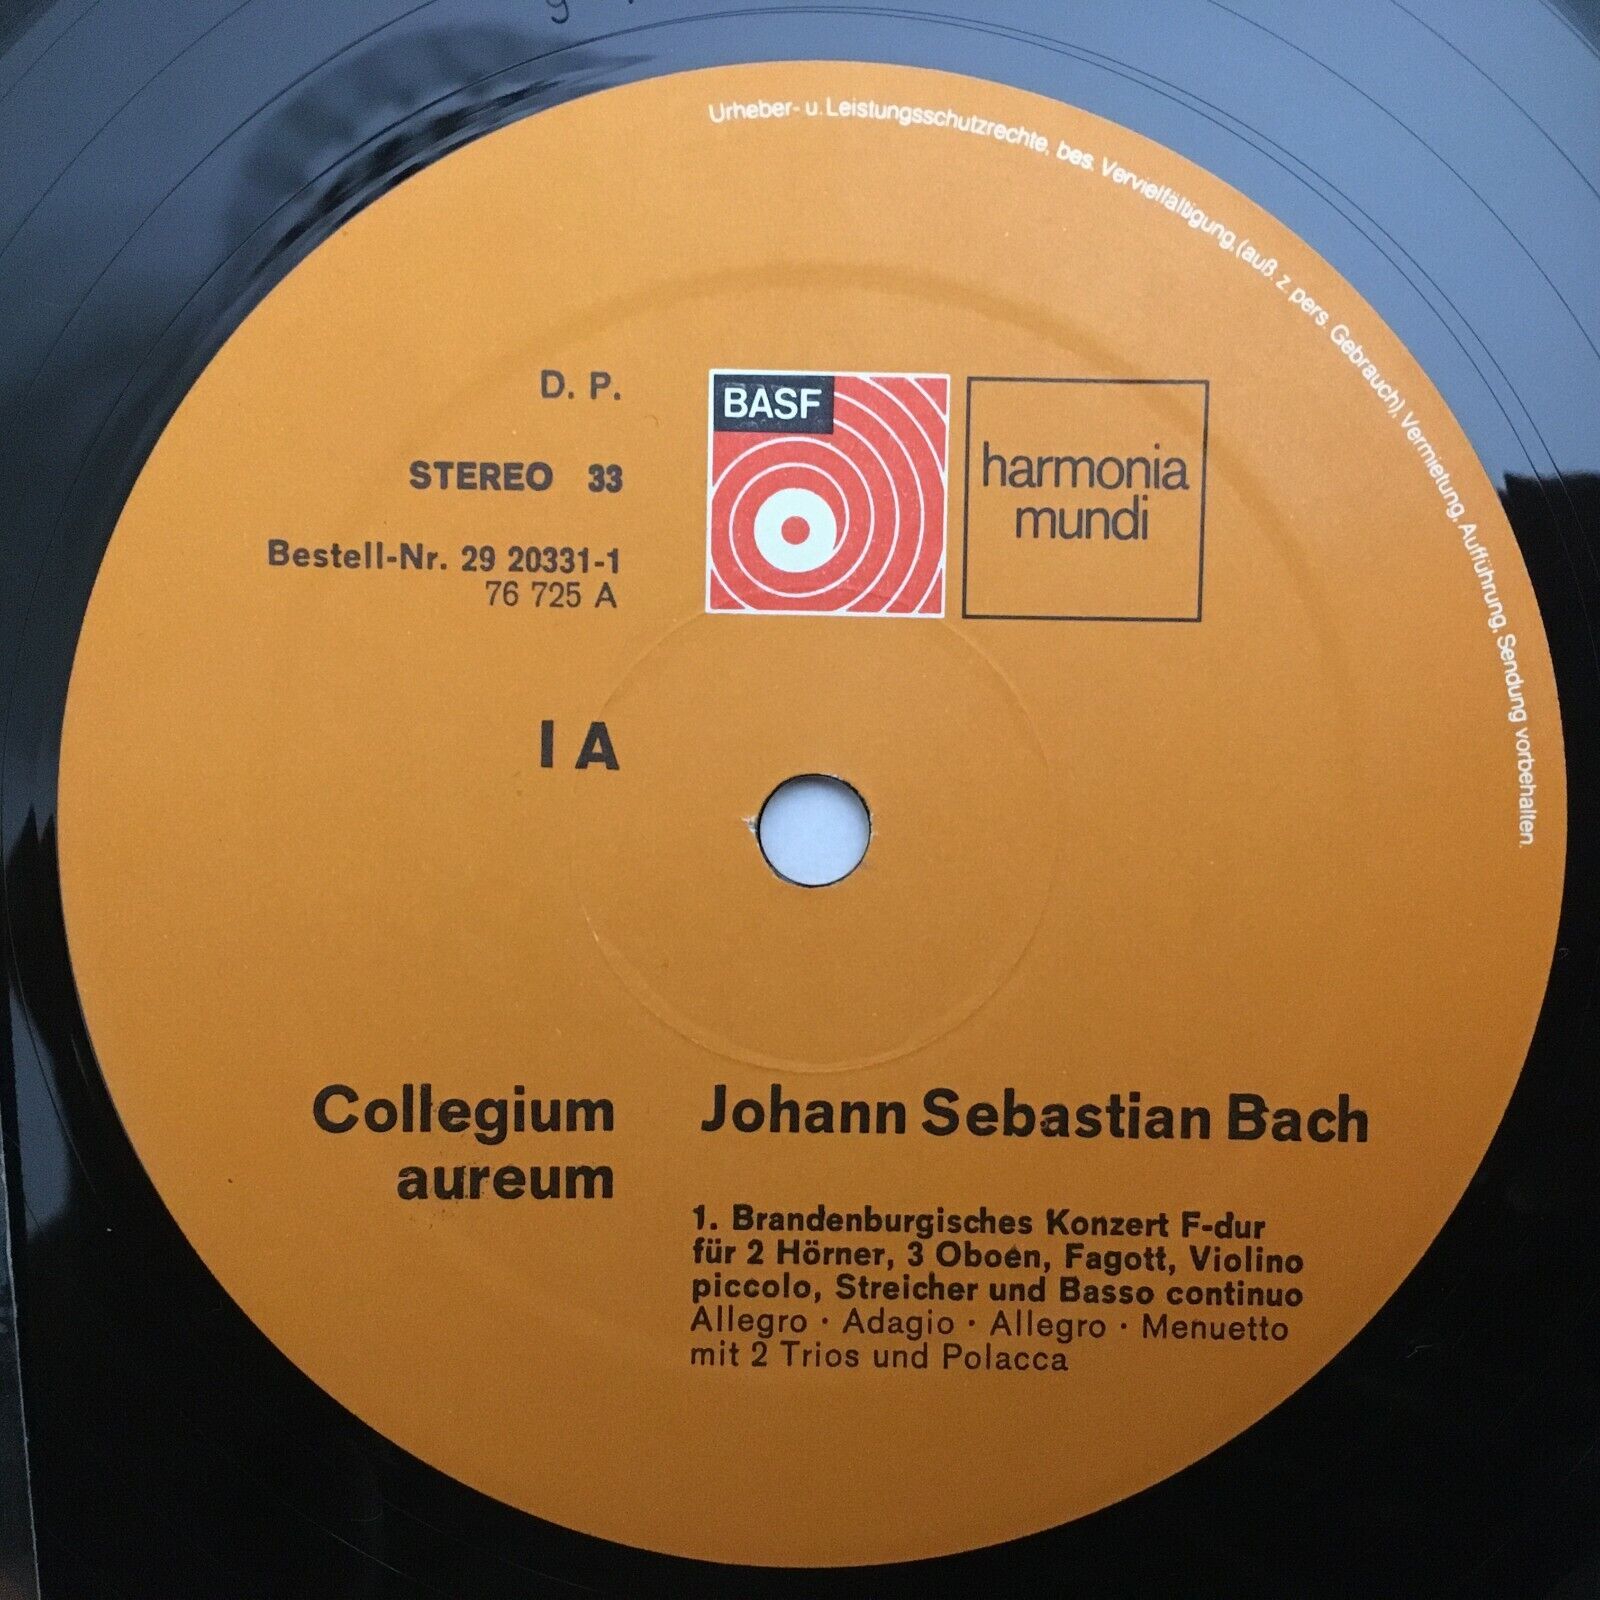 Urheber- u. Leistungsschutzrechte, bes. Vervielfältigung, (auß. z. pers. Gebrauch), Vermietung, Aufführung, Sendung vorbehalten.
D. P.
STEREO 33
Bestell-Nr. 29 20331-1
76 725 A
BASF
harmonia
mundi
I A
Collegium
aureum
Johann Sebastian Bach
1. Brandenburgisches Konzert F-dur
für 2 Hörner, 3 Oboen, Fagott, Violino
piccolo, Streicher und Basso continuo
Allegro · Adagio · Allegro · Menuetto
mit 2 Trios und Polacca